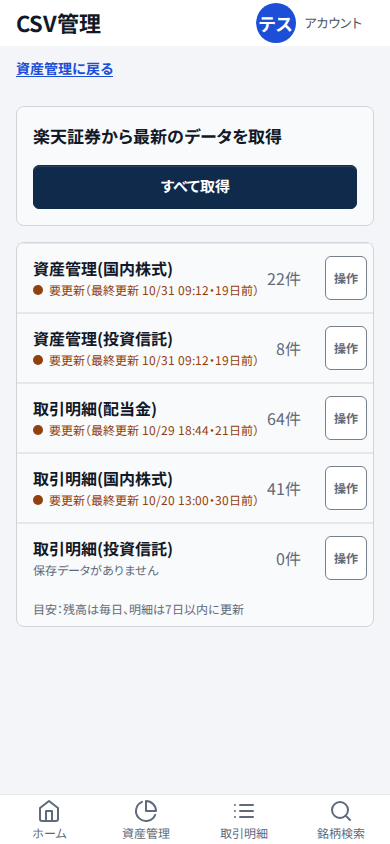 CSV管理
テス アカウント
資産管理に戻る
楽天証券から最新のデータを取得
すべて取得
資産管理(国内株式)
要更新(最終更新 10/31 09:12・19日前) 22件 操作
資産管理(投資信託)
要更新(最終更新 10/31 09:12・19日前) 8件 操作
取引明細(配当金)
要更新(最終更新 10/29 18:44・21日前) 64件 操作
取引明細(国内株式)
要更新(最終更新 10/20 13:00・30日前) 41件 操作
取引明細(投資信託)
保存データがありません 0件 操作
目安:残高は毎日、明細は7日以内に更新
ホーム 資産管理 取引明細 銘柄検索